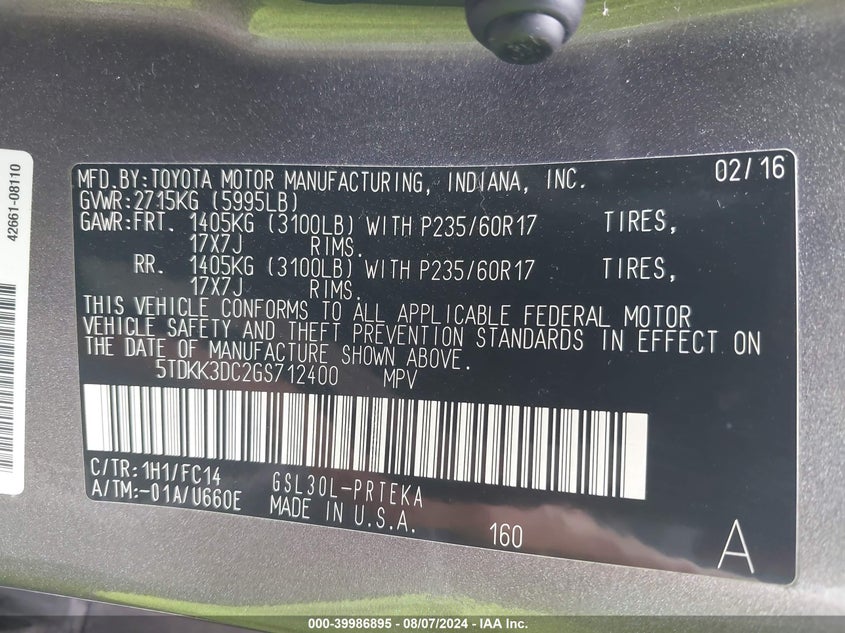 42661-08110
MFD.BY:TOYOTA MOTOR MANUFACTURING, INDIANA, INC. 02/16
GVWR:2715KG (5995LB)
GAWR:FRT. 1405KG (3100LB) WITH P235/60R17 TIRES,
17X7J RIMS.
RR. 1405KG (3100LB) WITH P235/60R17 TIRES,
17X7J RIMS.
THIS VEHICLE CONFORMS TO ALL APPLICABLE FEDERAL MOTOR
VEHICLE SAFETY AND THEFT PREVENTION STANDARDS IN EFFECT ON
THE DATE OF MANUFACTURE SHOWN ABOVE.
5TDKK3DC2GS712400 MPV
C/TR:1H1/FC14 GSL30L-PRTEKA
A/TM:-01A/U660E MADE IN U.S.A. 160 A
000-39986895 - 08/07/2024 - IAA Inc.